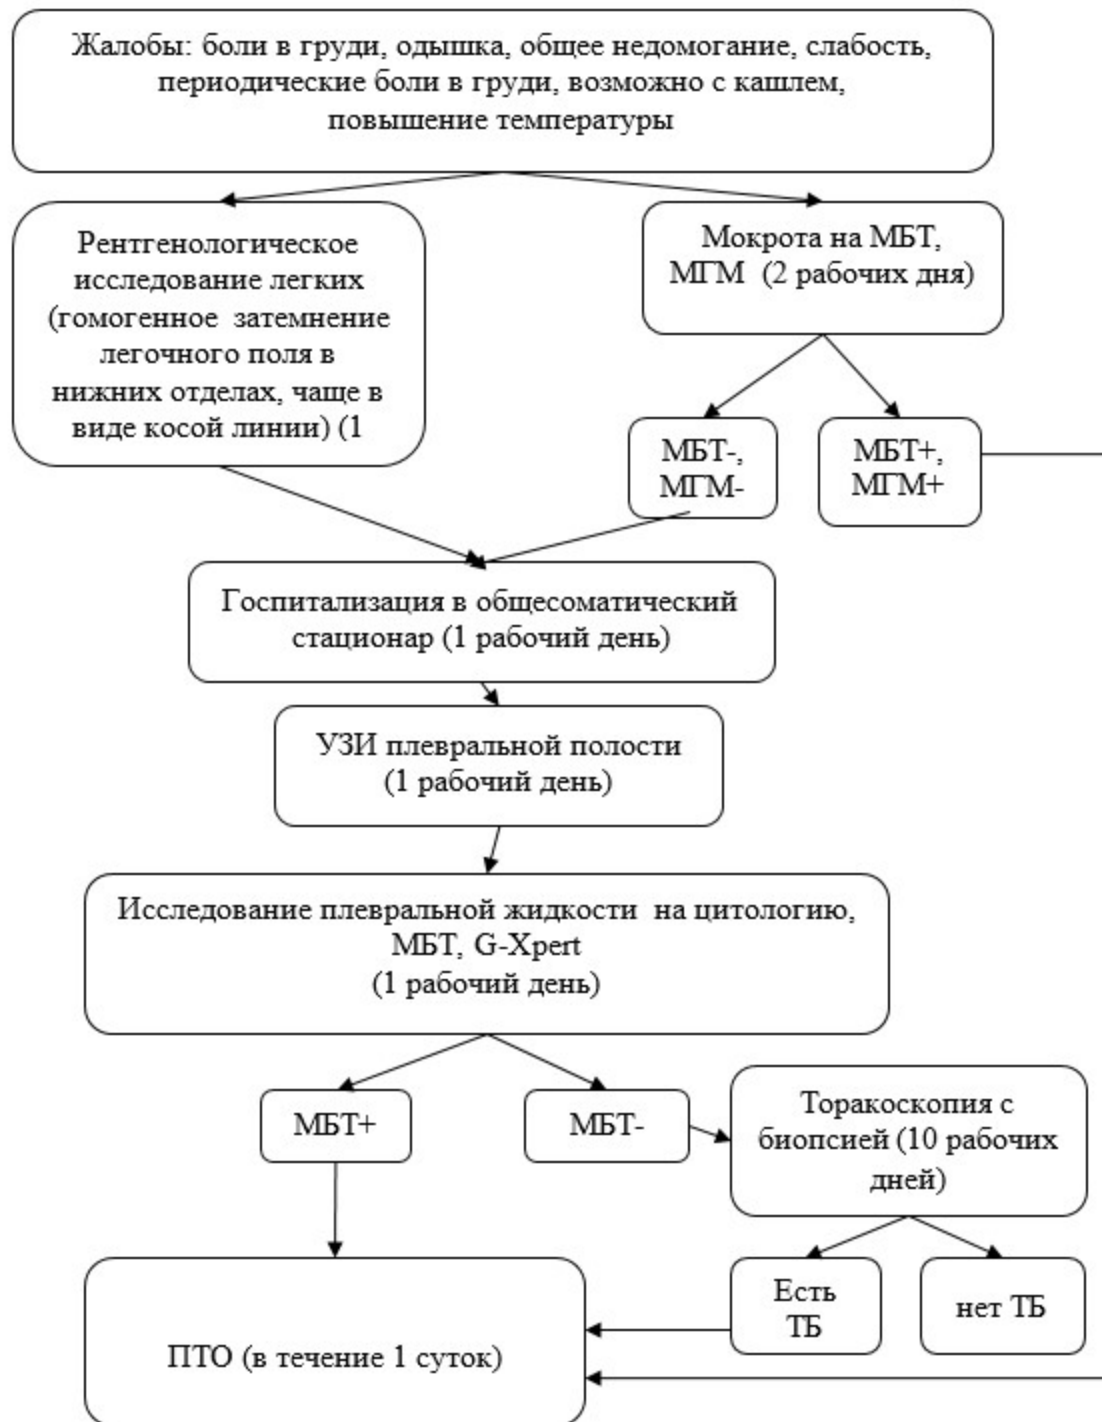 Жалобы: боли в груди, одышка, общее недомогание, слабость,
периодические боли в груди, возможно с кашлем,
повышение температуры
Рентгенологическое
исследование легких
(гомогенное затемнение
легочного поля в
нижних отделах, чаще в
виде косой линии) (1
Мокрота на МБТ,
МГМ (2 рабочих дня)
МБТ-,
МГМ-
МБТ+,
МГМ+
Госпитализация в общесоматический
стационар (1 рабочий день)
УЗИ плевральной полости
(1 рабочий день)
Исследование плевральной жидкости на цитологию,
МБТ, G-Xpert
(1 рабочий день)
МБТ+
МБТ-
Торакоскопия с
биопсией (10 рабочих
дней)
Есть
ТБ
нет ТБ
ПТО (в течение 1 суток)